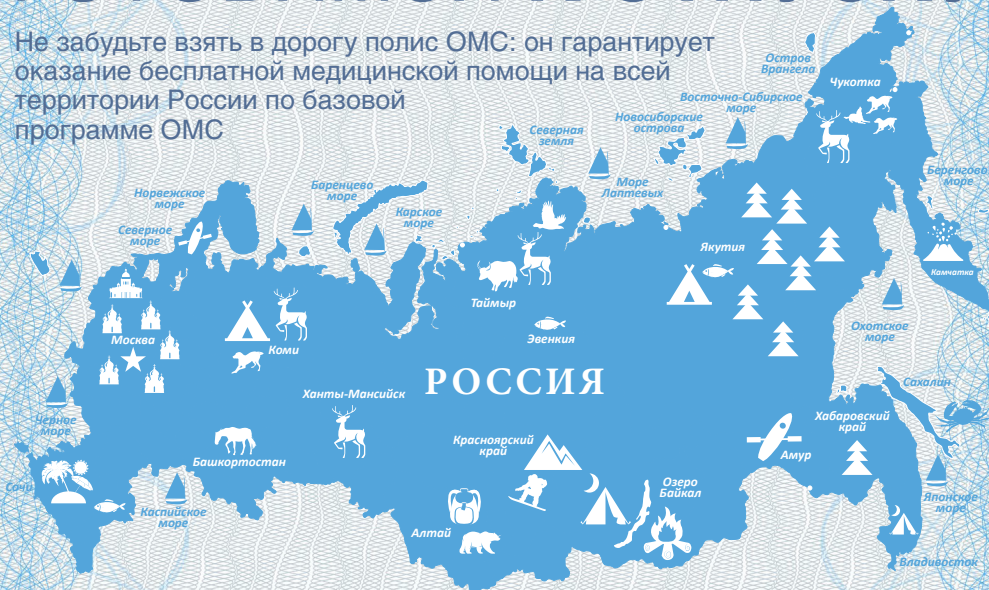 Не забудьте взять в дорогу полис ОМС: он гарантирует
оказание бесплатной медицинской помощи на всей
территории России по базовой
программе ОМС
Остров
Врангела
Чукотка
Восточно-Сибирское
море
Новосиборские
острова
Северная
земля
Море
Лаптевых
Беренгово
море
Баренцево
море
Норвежское
море
Карское
море
Северное
море
Якутия
Камчатка
Таймыр
Эвенкия
Охотское
море
Москва
Коми
РОССИЯ
Сахалин
Ханты-Мансийск
Черное
море
Хабаровский
край
Красноярский
край
Амур
Башкортостан
Озеро
Байкал
Сочи
Каспийское
море
Японское
море
Алтай
Владивосток